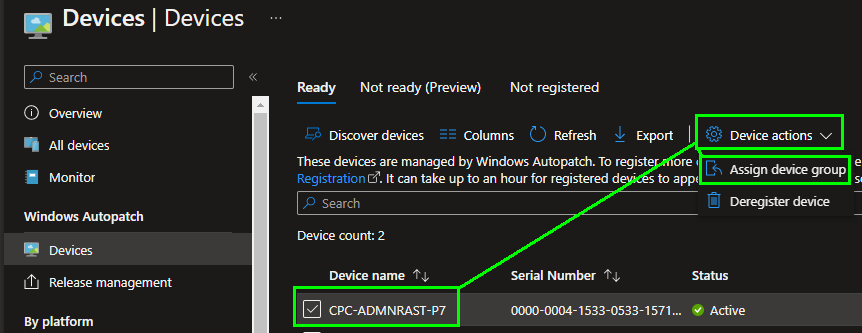 Devices | Devices ...
Search «
Overview
All devices
Monitor
Windows Autopatch
Devices
Release management
By platform
Ready Not ready (Preview) Not registered
Discover devices Columns Refresh Export Device actions
Assign device group
Deregister device
These devices are managed by Windows Autopatch. To register more
Registration. It can take up to an hour for registered devices to appe
Search
Device count: 2
Device name ↑↓ Serial Number ↑↓ Status
CPC-ADMNRAST-P7 0000-0004-1533-0533-1571... Active